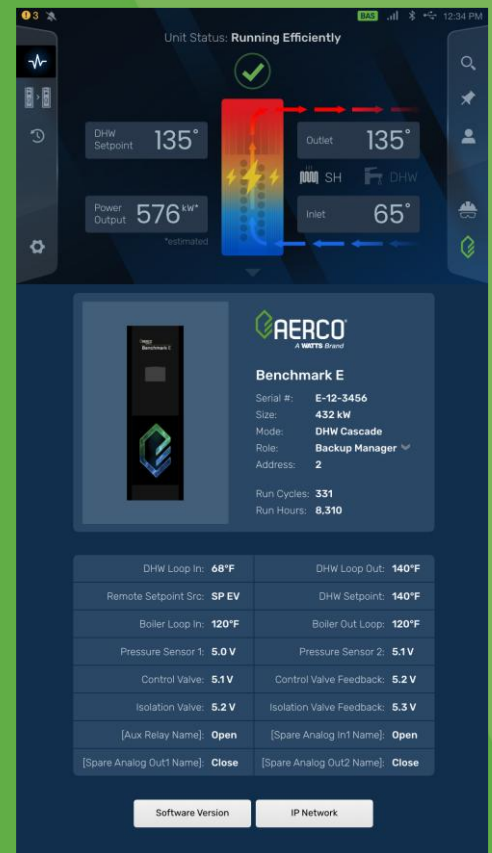 3
BAS
12:34 PM
Unit Status: Running Efficiently
DHW Setpoint 135°
Outlet 135°
SH
DHW
Power Output 576 kW*
*estimated
Inlet 65°
AERCO
A WATTS Brand
Benchmark E
Benchmark E
Serial #: E-12-3456
Size: 432 kW
Mode: DHW Cascade
Role: Backup Manager
Address: 2
Run Cycles: 331
Run Hours: 8,310
DHW Loop In: 68°F
DHW Loop Out: 140°F
Remote Setpoint Src: SP EV
DHW Setpoint: 140°F
Boiler Loop In: 120°F
Boiler Out Loop: 120°F
Pressure Sensor 1: 5.0 V
Pressure Sensor 2: 5.1 V
Control Valve: 5.1 V
Control Valve Feedback: 5.2 V
Isolation Valve: 5.2 V
Isolation Valve Feedback: 5.3 V
[Aux Relay Name]: Open
[Spare Analog In1 Name]: Open
[Spare Analog Out1 Name]: Close
[Spare Analog Out2 Name]: Close
Software Version
IP Network